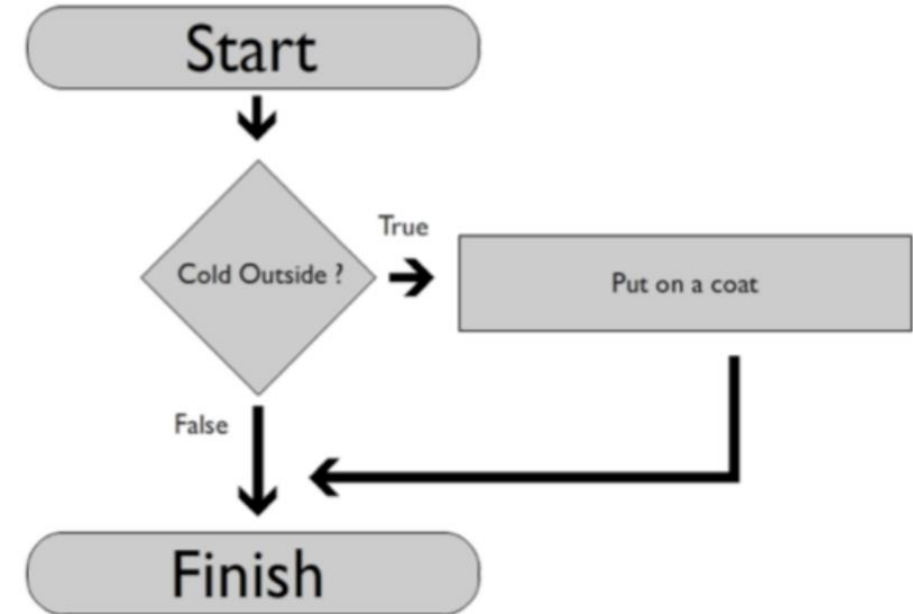 Start
True
Cold Outside ?
Put on a coat
False
Finish